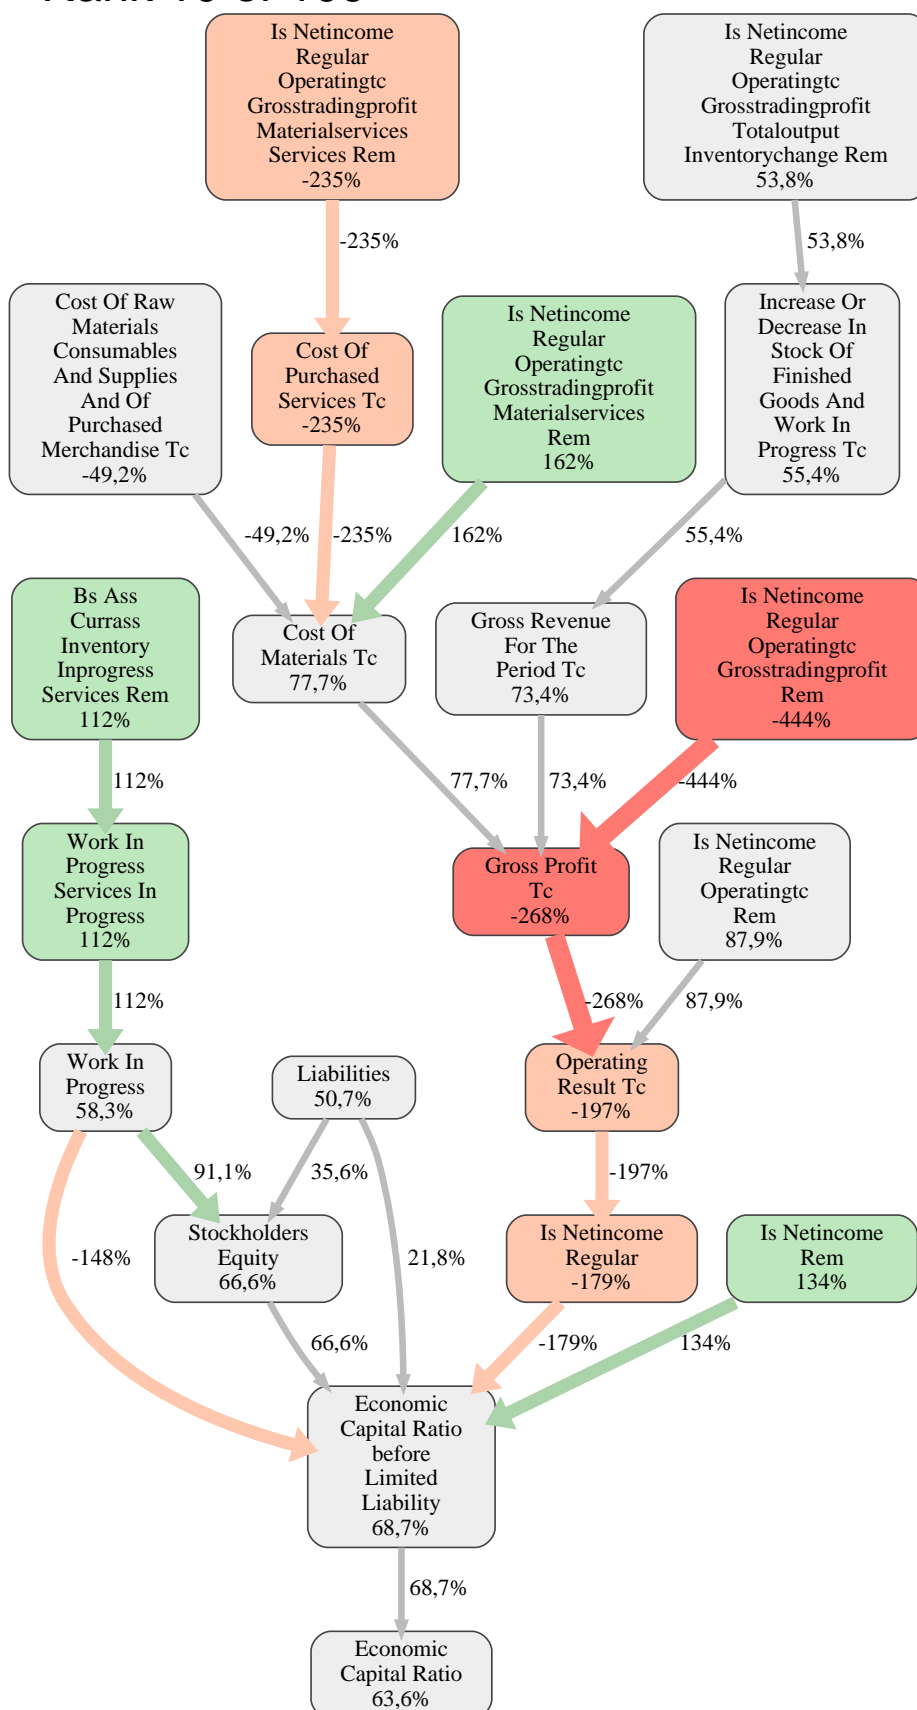 Is Netincome
Regular
Operatingtc
Grosstradingprofit
Materialservices
Services Rem
-235%
Is Netincome
Regular
Operatingtc
Grosstradingprofit
Totaloutput
Inventorychange Rem
53,8%
-235%
53,8%
Cost Of Raw
Materials
Consumables
And Supplies
And Of
Purchased
Merchandise Tc
-49,2%
Cost Of
Purchased
Services Tc
-235%
Is Netincome
Regular
Operatingtc
Grosstradingprofit
Materialservices
Rem
162%
Increase Or
Decrease In
Stock Of
Finished
Goods And
Work In
Progress Tc
55,4%
-49,2%
-235%
162%
55,4%
Bs Ass
Currass
Inventory
Inprogress
Services Rem
112%
Cost Of
Materials Tc
77,7%
Gross Revenue
For The
Period Tc
73,4%
Is Netincome
Regular
Operatingtc
Grosstradingprofit
Rem
-444%
112%
77,7%
73,4%
-444%
Work In
Progress
Services In
Progress
112%
Gross Profit
Tc
-268%
Is Netincome
Regular
Operatingtc
Rem
87,9%
112%
-268%
87,9%
Work In
Progress
58,3%
Liabilities
50,7%
Operating
Result Tc
-197%
91,1%
35,6%
-197%
-148%
Stockholders
Equity
66,6%
21,8%
Is Netincome
Regular
-179%
Is Netincome
Rem
134%
66,6%
-179%
134%
Economic
Capital Ratio
before
Limited
Liability
68,7%
68,7%
Economic
Capital Ratio
63,6%